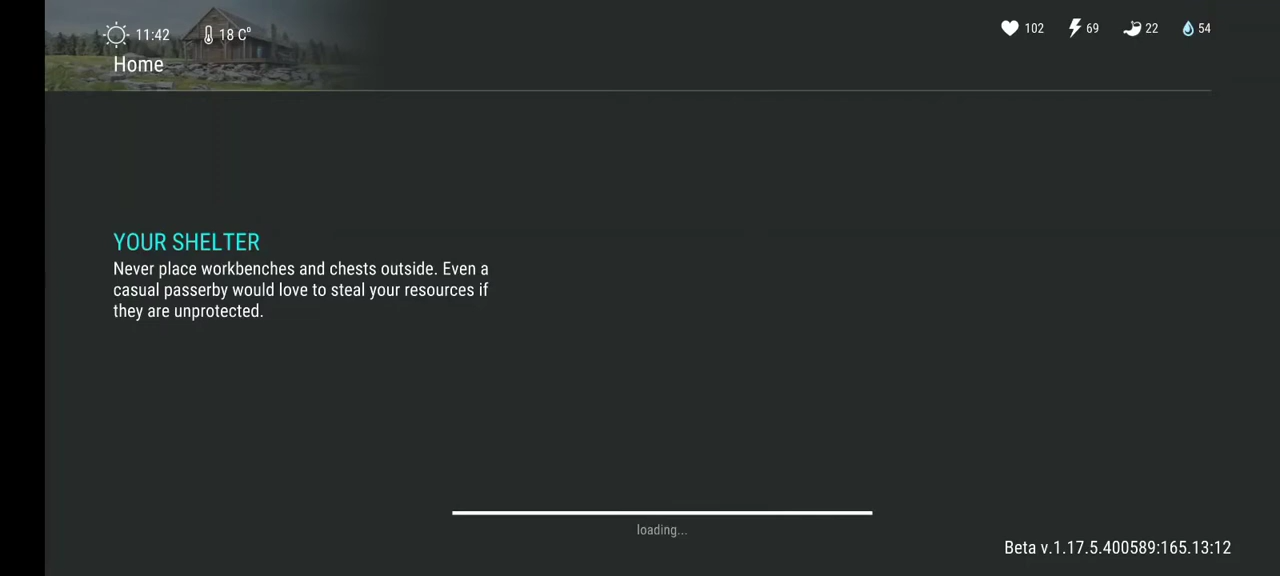 11:42 18 C° 102 69 22 54
Home
YOUR SHELTER
Never place workbenches and chests outside. Even a
casual passerby would love to steal your resources if
they are unprotected.
loading...
Beta v.1.17.5.400589:165.13:12